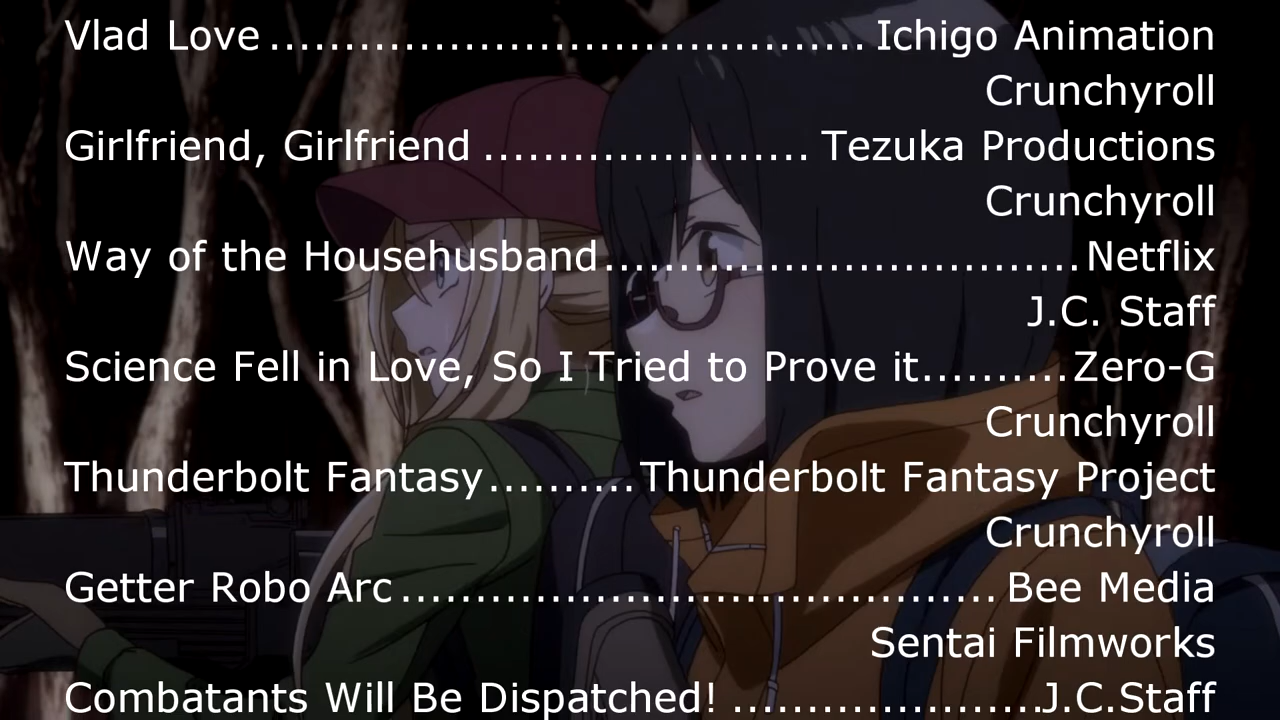 Vlad Love ......................................... Ichigo Animation
Crunchyroll
Girlfriend, Girlfriend ...................... Tezuka Productions
Crunchyroll
Way of the Househusband................................Netflix
J.C. Staff
Science Fell in Love, So I Tried to Prove it..........Zero-G
Crunchyroll
Thunderbolt Fantasy..........Thunderbolt Fantasy Project
Crunchyroll
Getter Robo Arc ......................................... Bee Media
Sentai Filmworks
Combatants Will Be Dispatched! .....................J.C.Staff